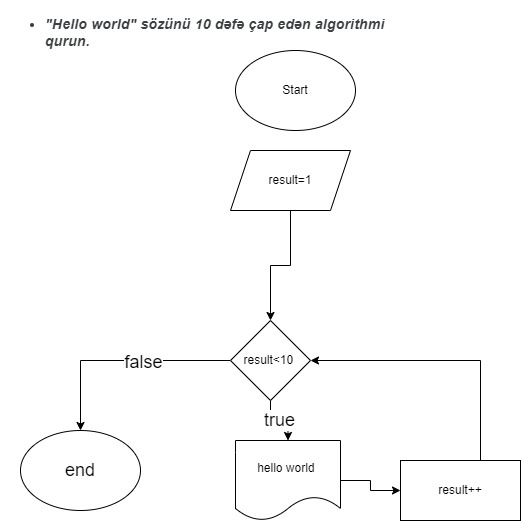 "Hello world" sözünü 10 dəfə çap edən algorithmi
qurun.
Start
result=1
result<10
false
true
end
hello world
result++